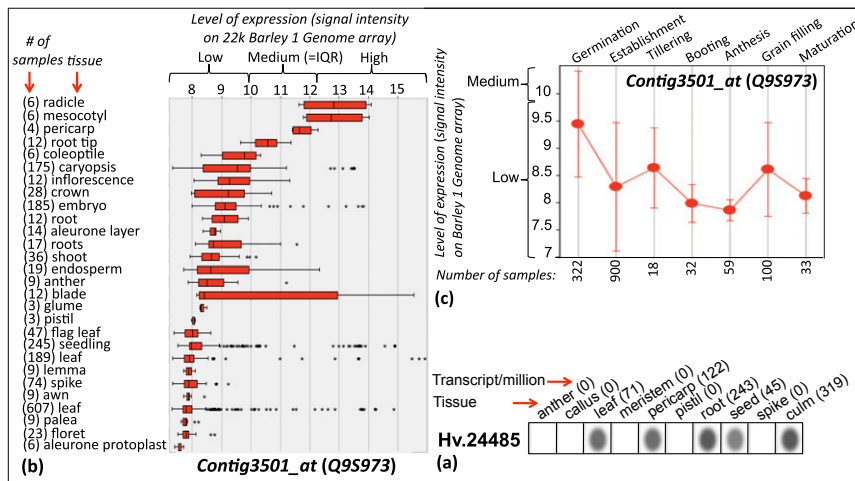 Level of expression (signal intensity
on 22k Barley 1 Genome array)
# of
samples tissue
Low Medium (=IQR) High
8 9 10 11 12 13 14 15
(6) radicle
(6) mesocotyl
(4) pericarp
(12) root tip
(6) coleoptile
(175) caryopsis
(12) inflorescence
(28) crown
(185) embryo
(12) root
(14) aleurone layer
(17) roots
(36) shoot
(19) endosperm
(9) anther
(12) blade
(3) glume
(3) pistil
(47) flag leaf
(245) seedling
(189) leaf
(9) lemma
(74) spike
(9) awn
(607) leaf
(9) palea
(23) floret
(6) aleurone protoplast
(b) Contig3501_at (Q9S973)
Germination
Establishment
Tillering
Booting
Anthesis
Grain filling
Maturation
Contig3501_at (Q9S973)
Level of expression (signal intensity
on Barley 1 Genome array)
Medium
Low
10
9.5
9
8.5
8
7.5
7
Number of samples: 322 900 18 32 59 100 33
(c)
Transcript/million
Tissue
anther (0)
callus (0)
leaf (71)
meristem (0)
pericarp (122)
pistil (0)
root (243)
seed (45)
spike (0)
culm (319)
Hv.24485
(a)